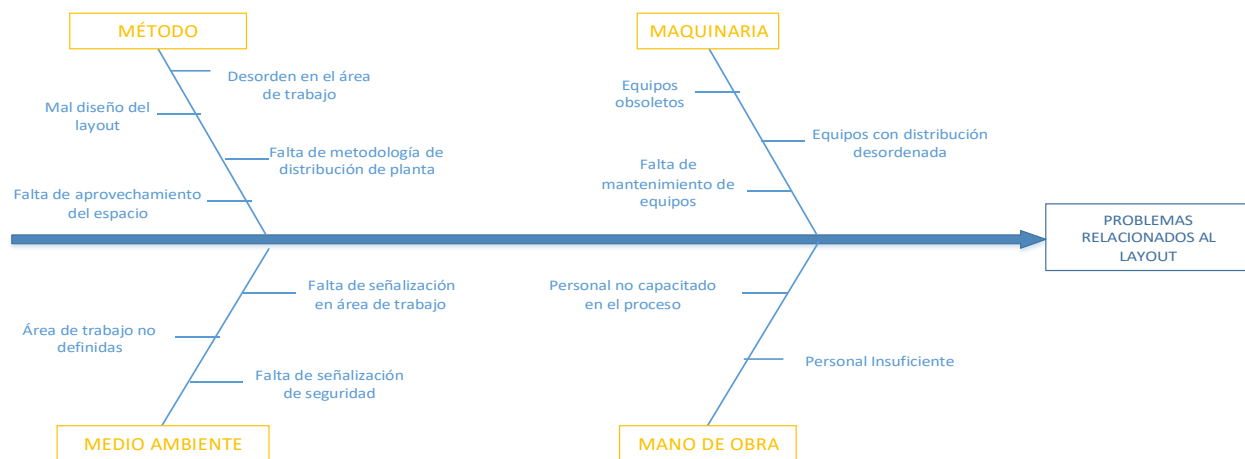 MÉTODO
MAQUINARIA
Desorden en el área
de trabajo
Mal diseño del
layout
Falta de metodología de
distribución de planta
Falta de aprovechamiento
del espacio
Equipos
obsoletos
Equipos con distribución
desordenada
Falta de
mantenimiento de
equipos
PROBLEMAS
RELACIONADOS AL
LAYOUT
Falta de señalización
en área de trabajo
Área de trabajo no
definidas
Falta de señalización
de seguridad
Personal no capacitado
en el proceso
Personal Insuficiente
MEDIO AMBIENTE
MANO DE OBRA